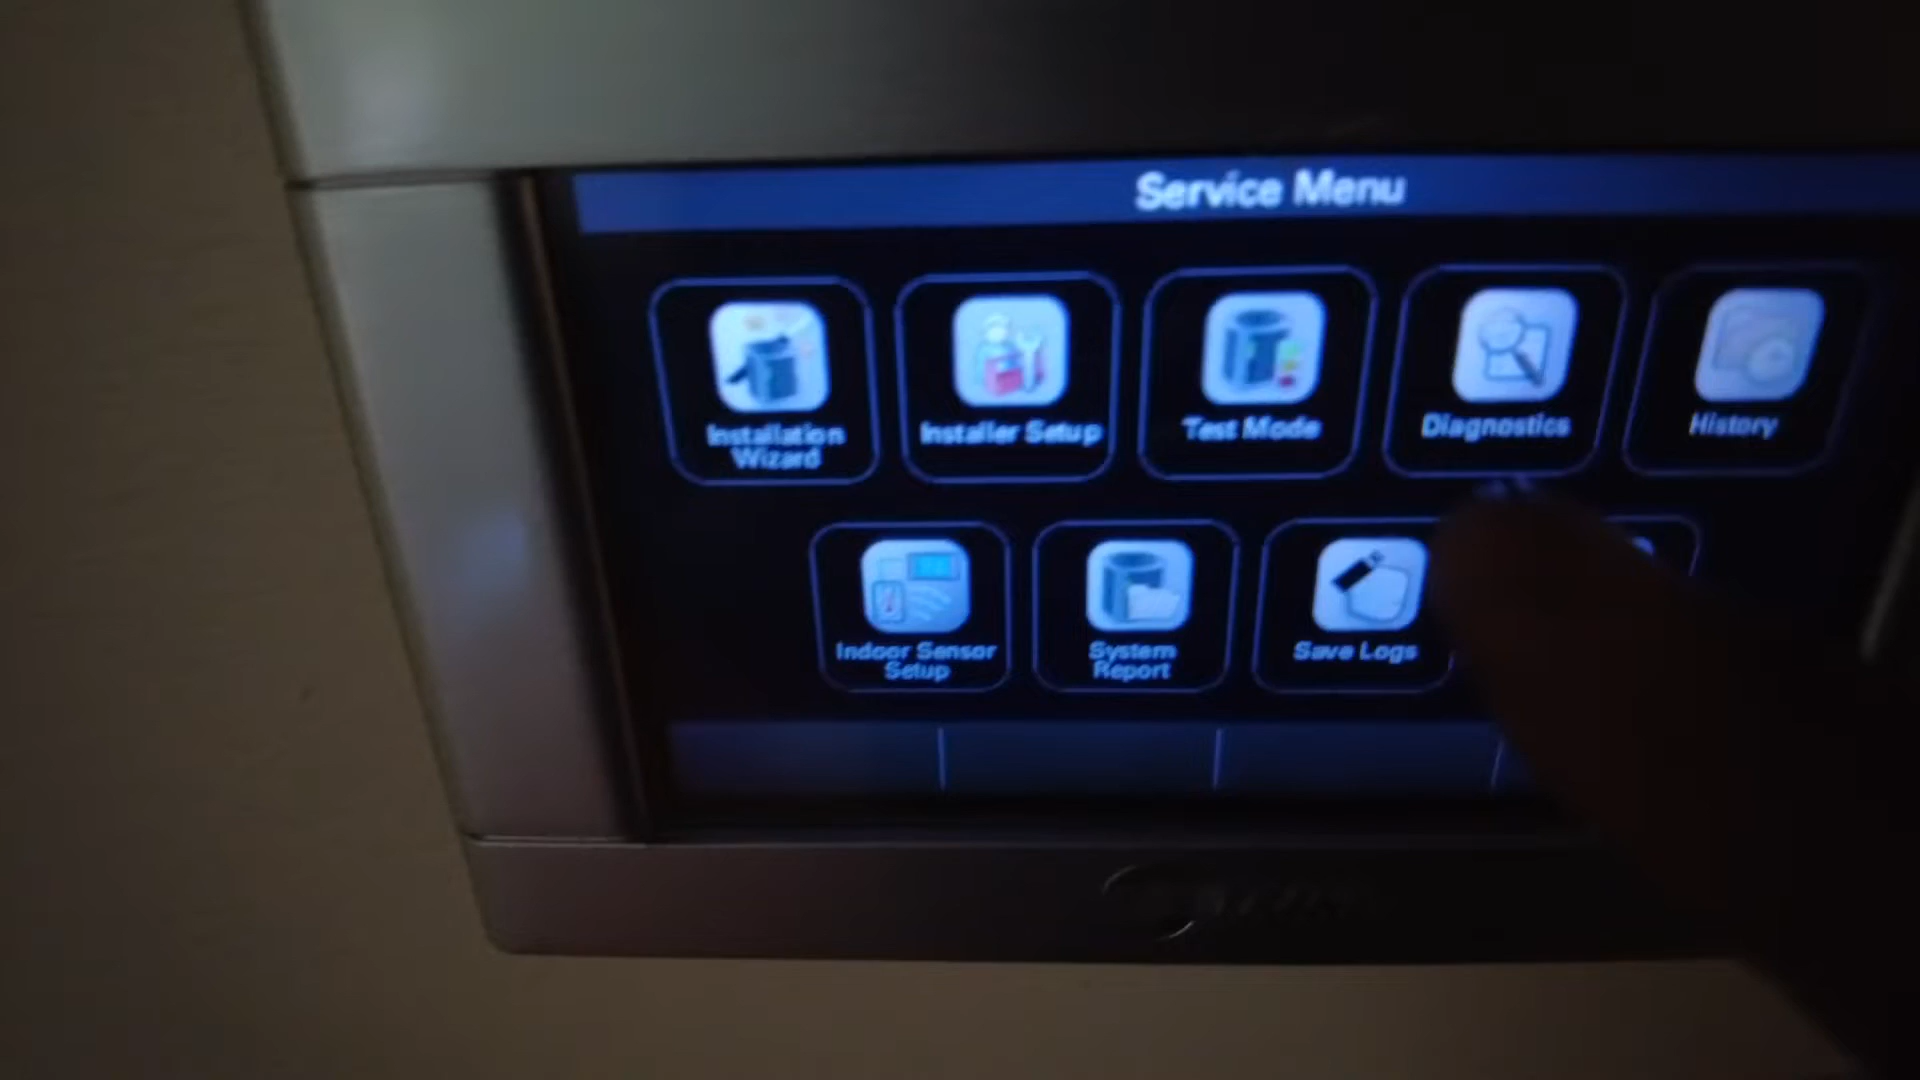 Service Menu
Installation
Wizard
Installer Setup
Test Mode
Diagnostics
History
Indoor Sensor
Setup
System
Report
Save Logs